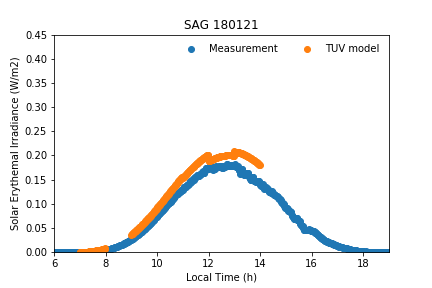 SAG 180121
Measurement
TUV model
0.45
0.40
0.35
0.30
0.25
0.20
0.15
0.10
0.05
0.00
Solar Erythemal Irradiance (W/m2)
6 8 10 12 14 16 18
Local Time (h)